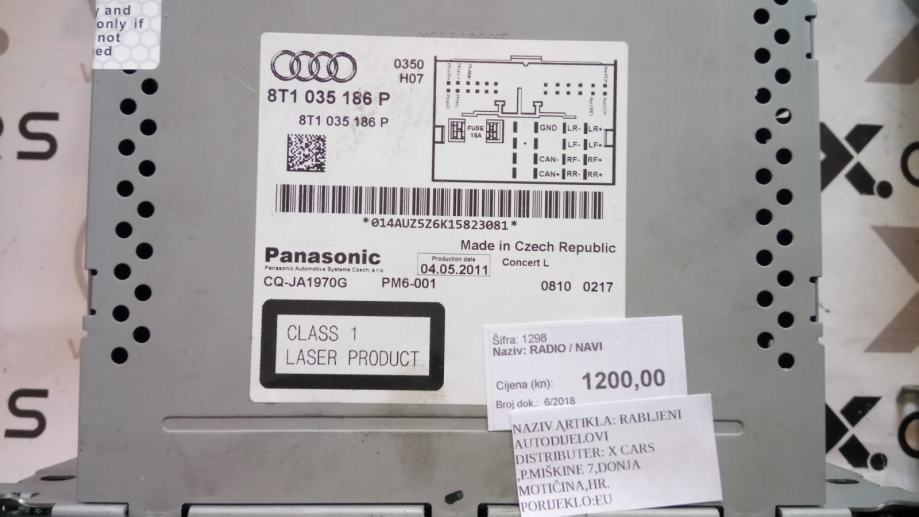 y and
only if
not
ed
0350
H07
8T1 035 186 P
8T1 035 186 P
FUSE
15A
GND LR- LR+
LF- LF+
CAN- RF- RF+
CAN+ RR- RR+
*014AUZ5Z6K15823081*
Panasonic
Panasonic Automotive Systems Czech, s.r.o.
Made in Czech Republic
Production date
04.05.2011
Concert L
CQ-JA1970G PM6-001 0810 0217
CLASS 1
LASER PRODUCT
Šifra: 1298
Naziv: RADIO / NAVI
Cijena (kn): 1200,00
Broj dok.: 6/2018
NAZIV ARTIKLA: RABLJENI
AUTODIJELOVI
DISTRIBUTER: X CARS
,P.MIŠKINE 7,DONJA
MOTIČINA,HR.
PORIJEKLO:EU
RS
X.
S
X.c